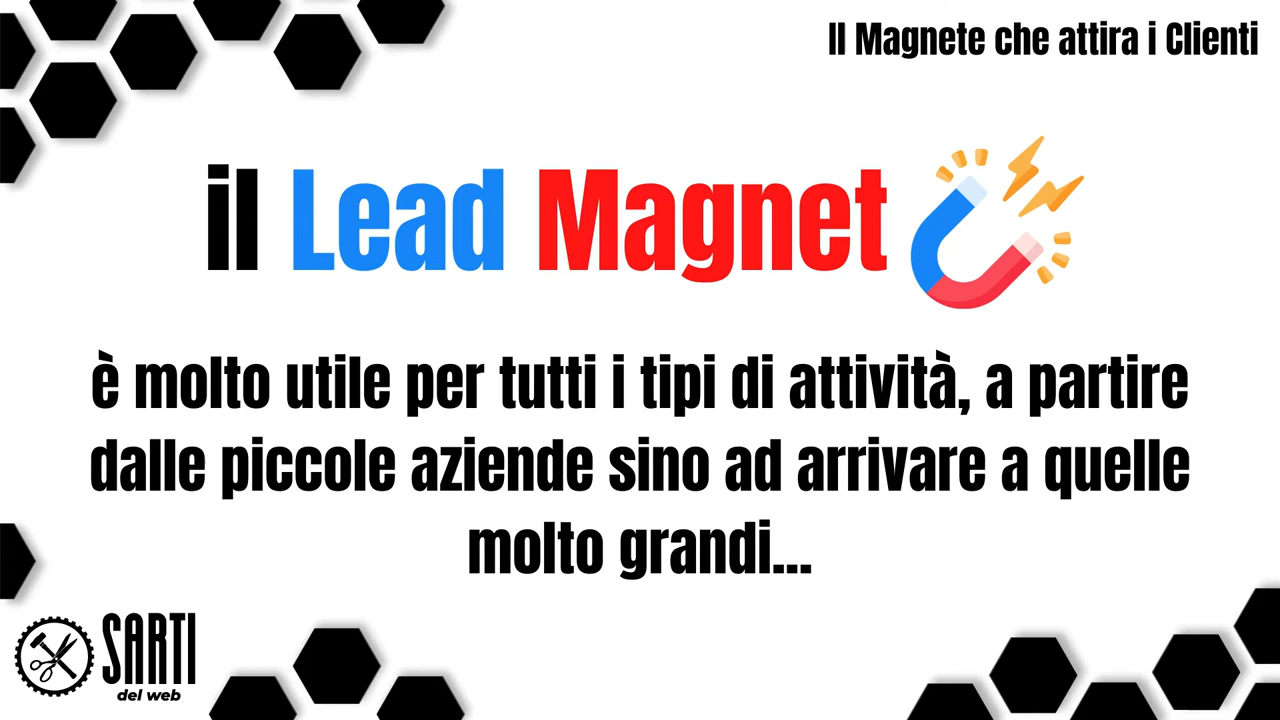 Il Magnete che attira i Clienti
il Lead Magnet
è molto utile per tutti i tipi di attività, a partire
dalle piccole aziende sino ad arrivare a quelle
molto grandi...
SARTI
del web